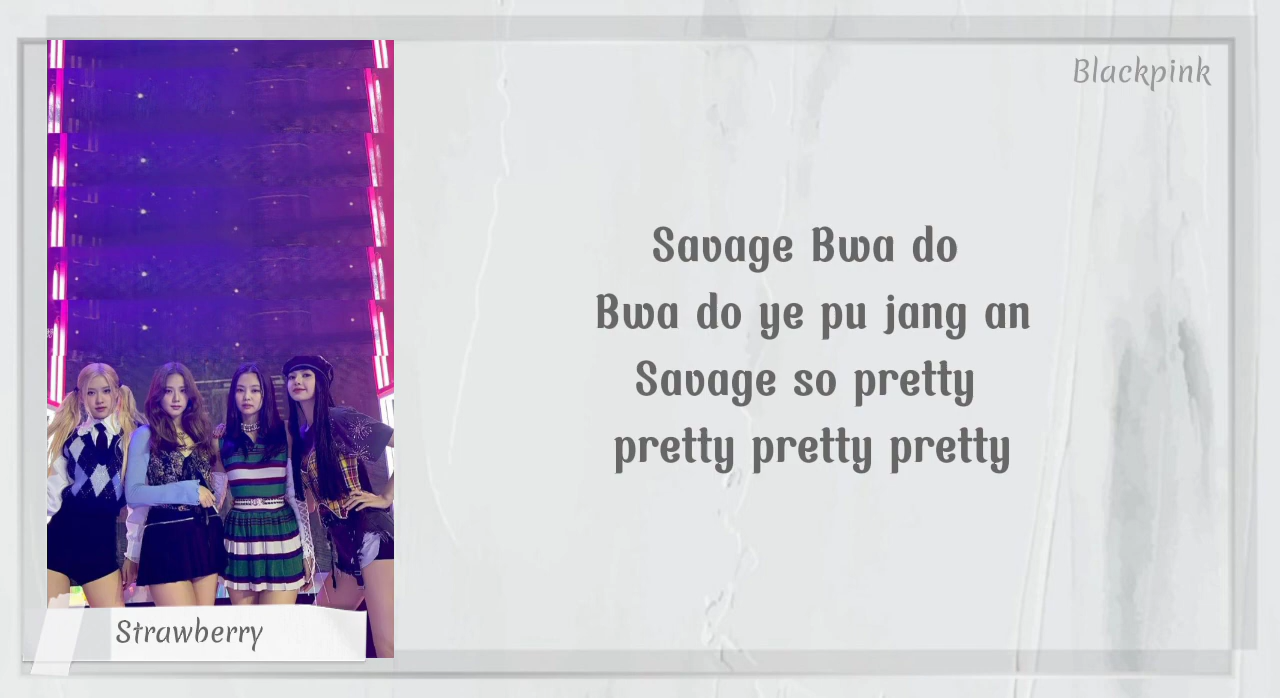 Blackpink
Savage Bwa do
Bwa do ye pu jang an
Savage so pretty
pretty pretty pretty
Strawberry